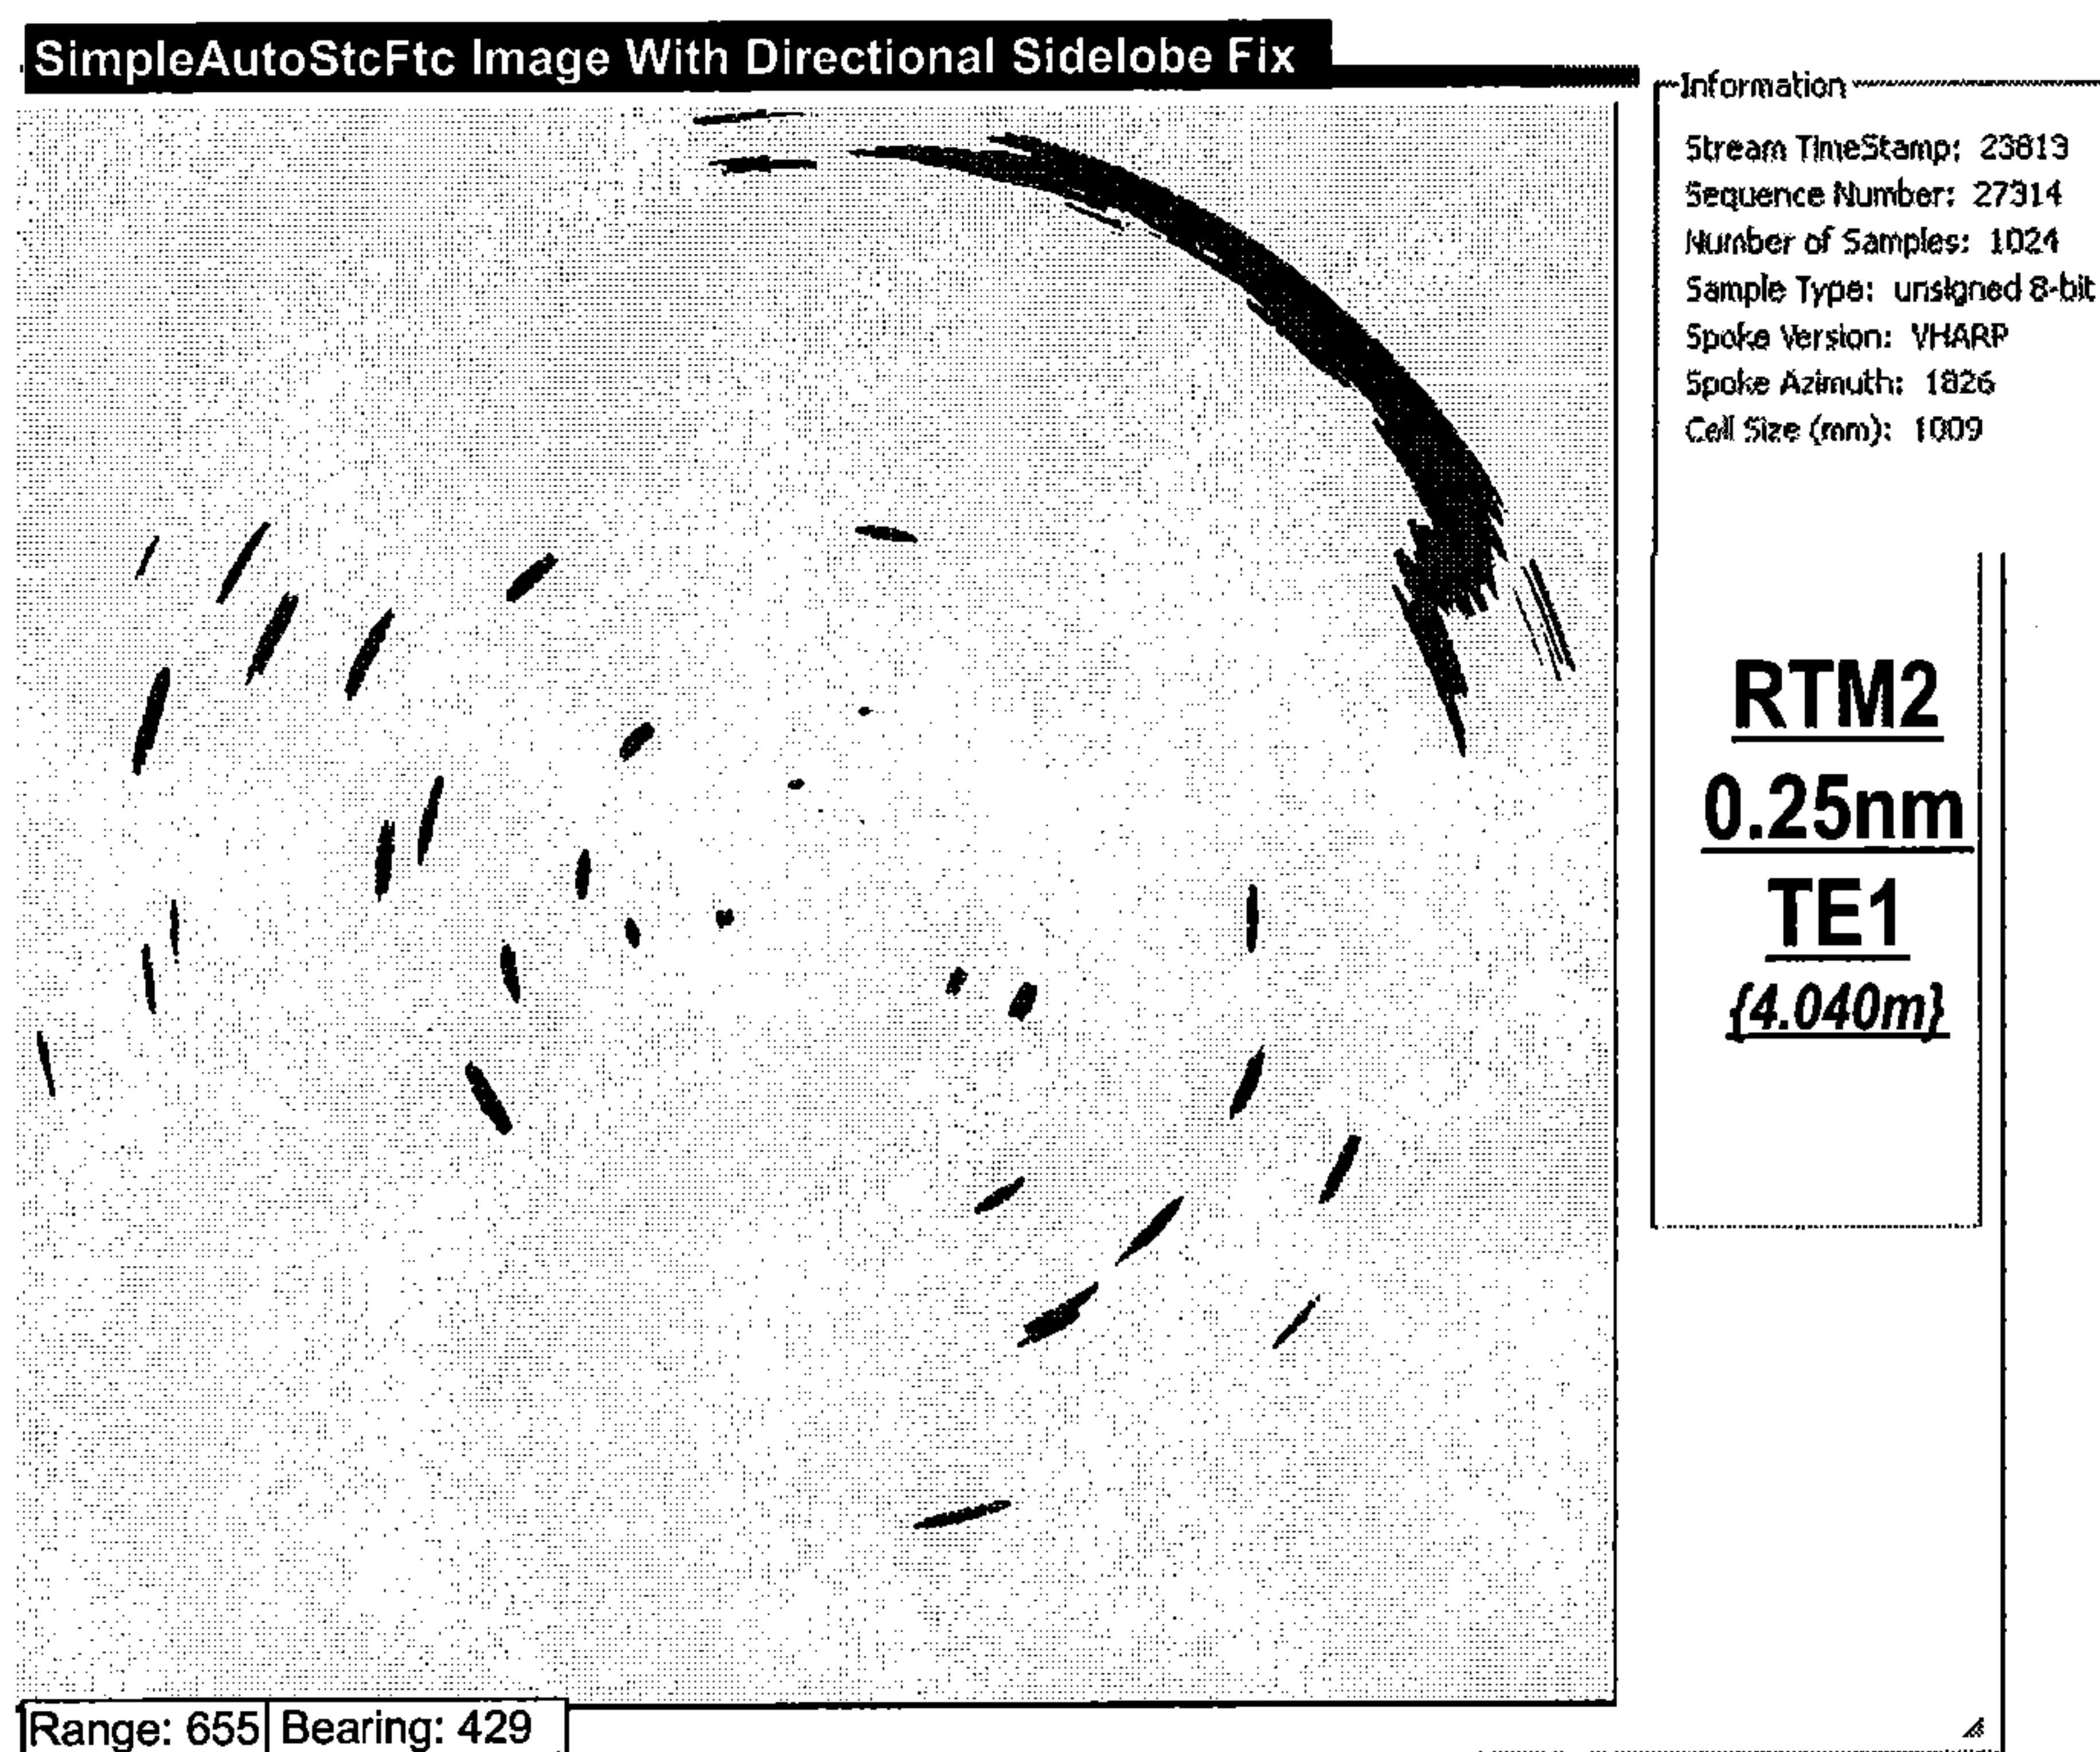 SimpleAutoStcFtc Image With Directional Sidelobe Fix
Information
Stream TimeStamp: 23813
Sequence Number: 27314
Number of Samples: 1024
Sample Type: unsigned 8-bit
Spoke Version: VHARP
Spoke Azimuth: 1826
Cell Size (mm): 1009
RTM2
0.25nm
TE1
{4.040m}
Range: 655 Bearing: 429